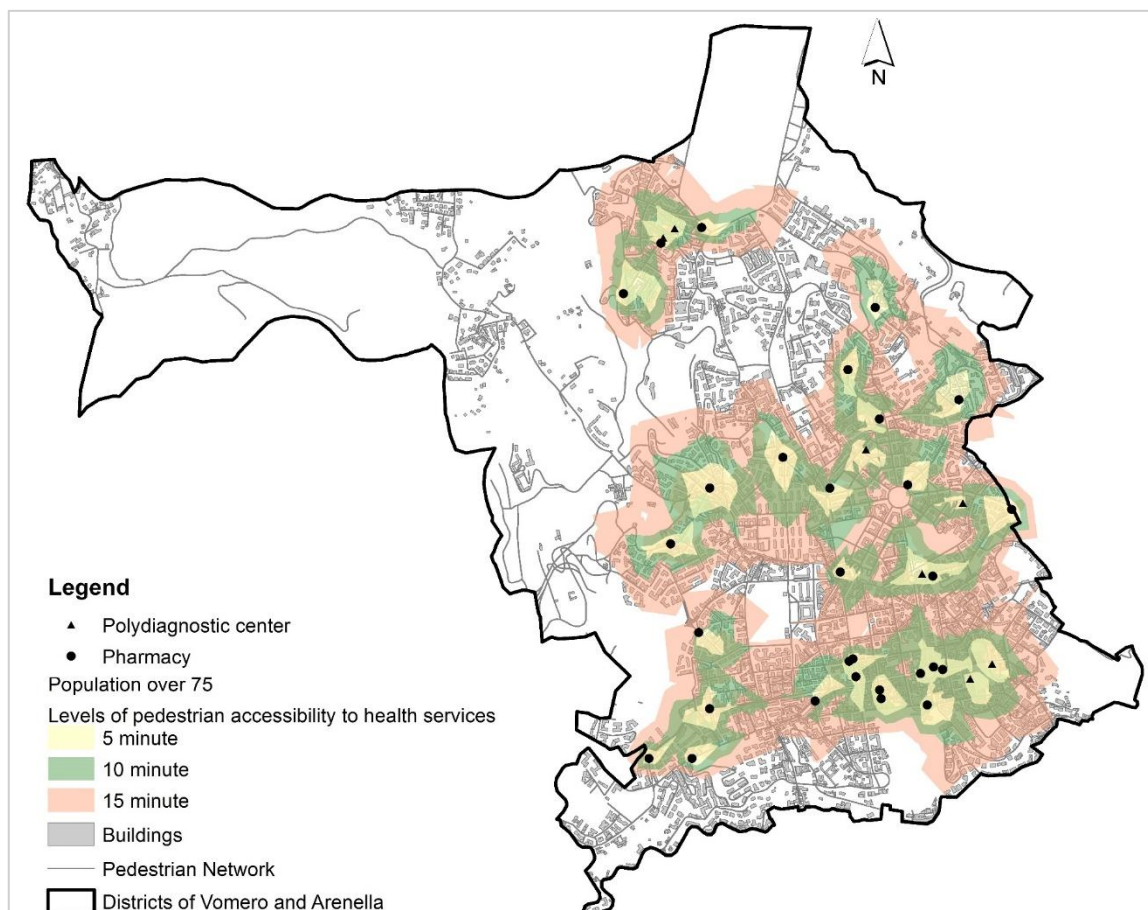 N
Legend
Polydiagnostic center
Pharmacy
Population over 75
Levels of pedestrian accessibility to health services
5 minute
10 minute
15 minute
Buildings
Pedestrian Network
Districts of Vomero and Arenella